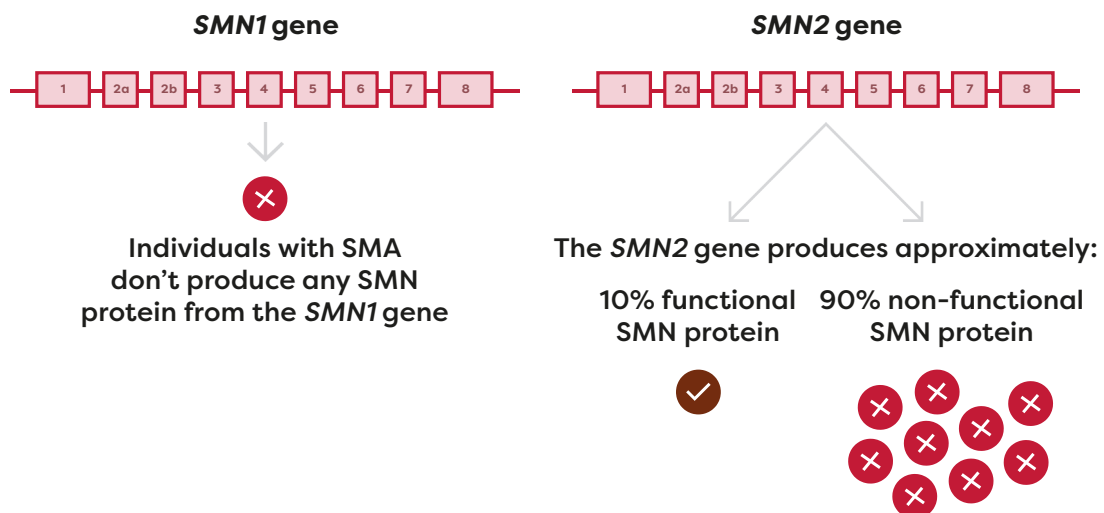 SMN1 gene
1 2a 2b 3 4 5 6 7 8
Individuals with SMA
don't produce any SMN
protein from the SMN1 gene
SMN2 gene
1 2a 2b 3 4 5 6 7 8
The SMN2 gene produces approximately:
10% functional
SMN protein
90% non-functional
SMN protein